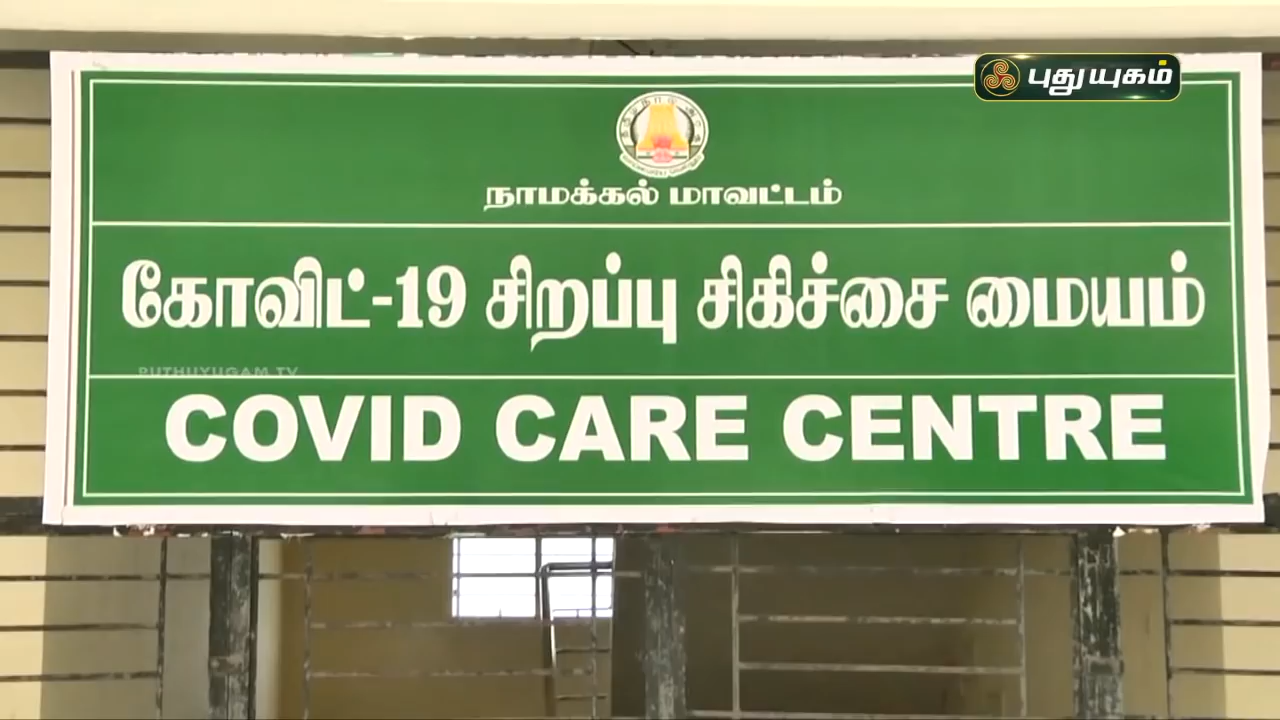 புதுயுகம்
நாமக்கல் மாவட்டம்
கோவிட்-19 சிறப்பு சிகிச்சை மையம்
PUTHUYUGAM TV
COVID CARE CENTRE